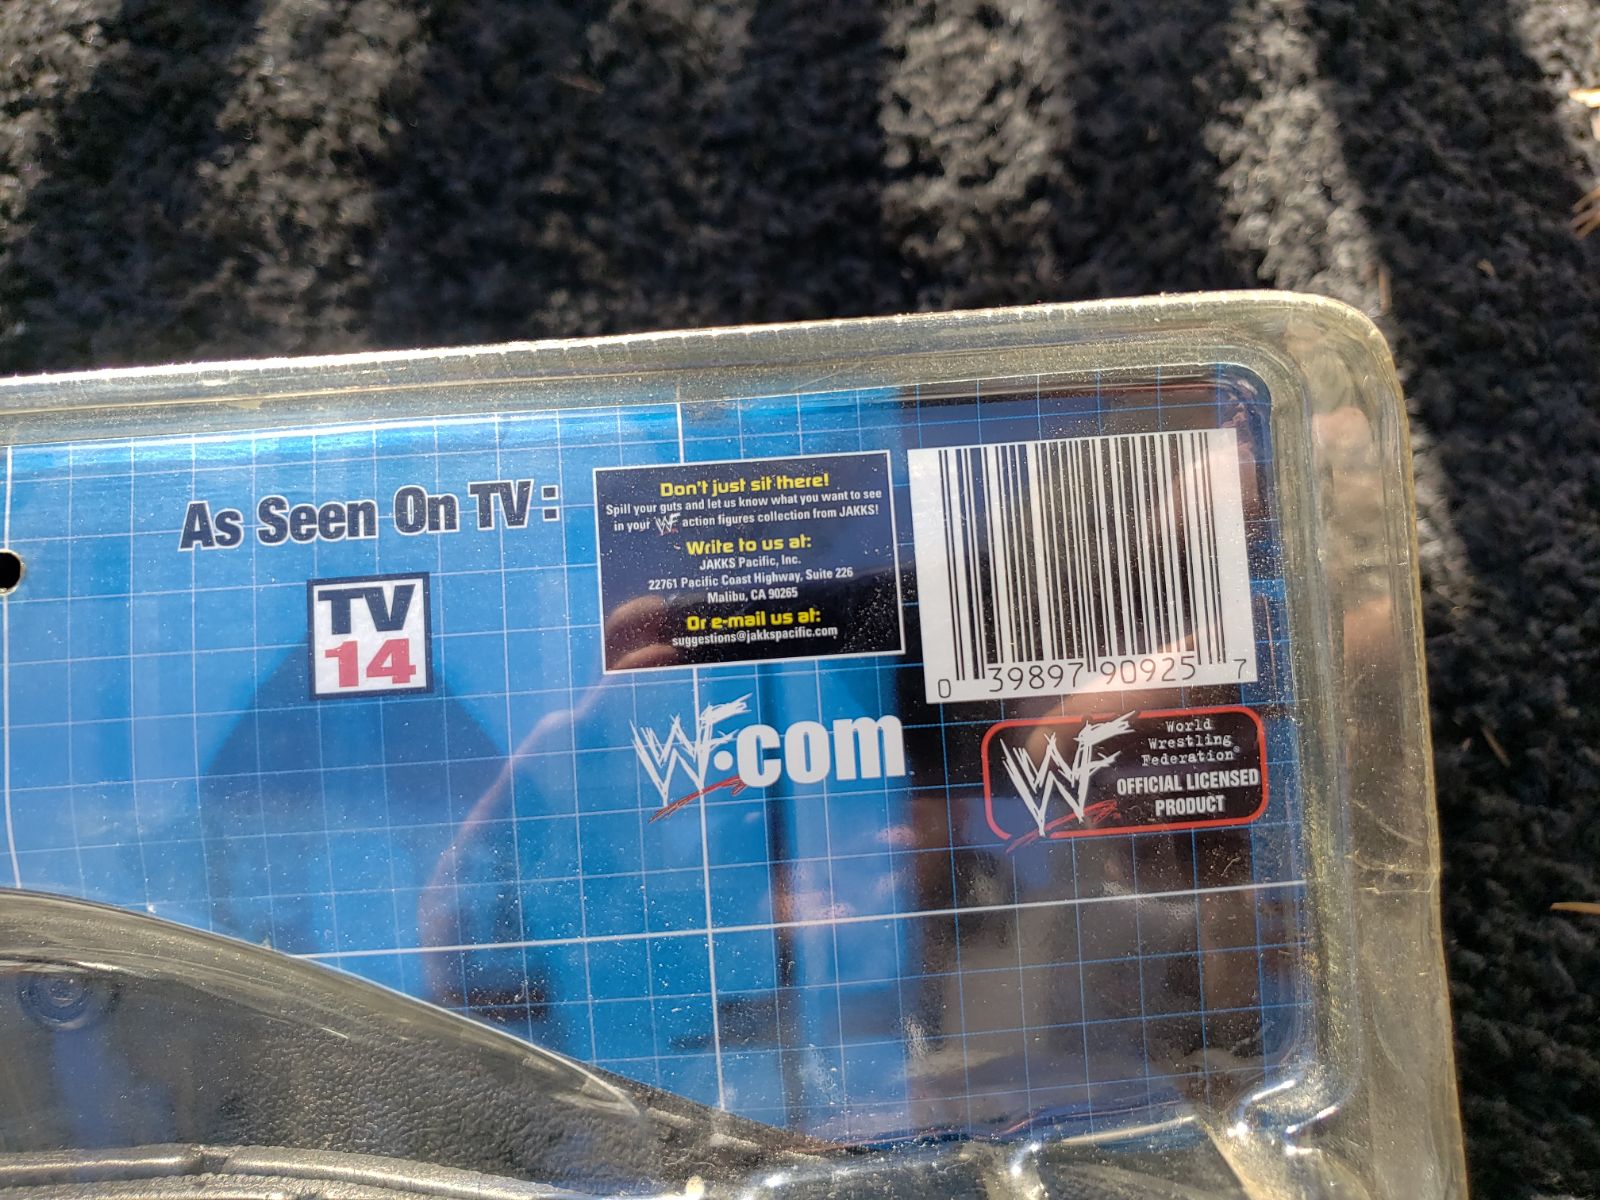 As Seen On TV:
TV
14
Don't just sit there!
Spill your guts and let us know what you want to see
in your WF action figures collection from JAKKS!
Write to us at:
JAKKS Pacific, Inc.
22761 Pacific Coast Highway, Suite 226
Malibu, CA 90265
Or e-mail us at:
suggestions@jakkspacific.com
0 39897 90925 7
WF.com
WF
World
Wrestling
Federation®
OFFICIAL LICENSED
PRODUCT